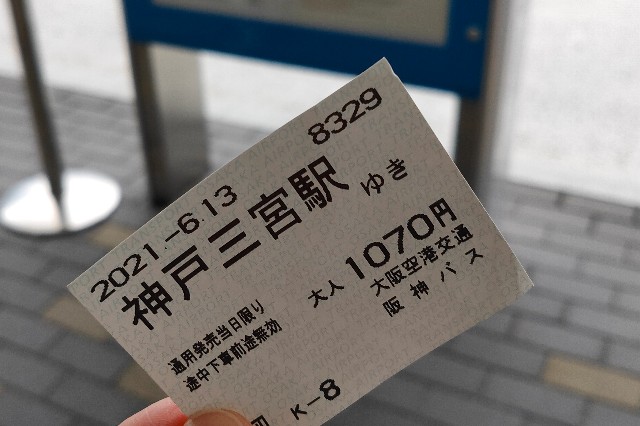 8329
2021.-6.13
神戸三宮駅 ゆき
大人 1070円
通用発売当日限り 大阪空港交通
途中下車前途無効 阪神バス
K-8